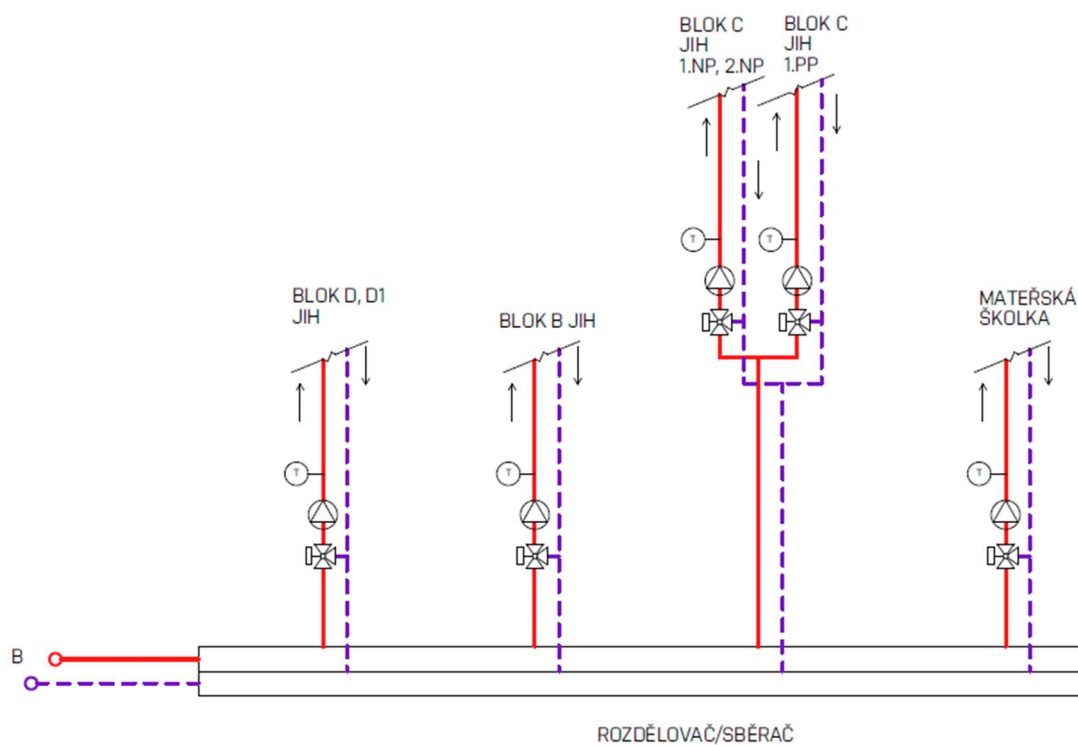 BLOK C
JIH
1.NP, 2.NP
BLOK C
JIH
1.PP
T
T
BLOK D, D1
JIH
BLOK B JIH
MATEŘSKÁ
ŠKOLKA
T
T
T
B
ROZDĚLOVAČ/SBĚRAČ